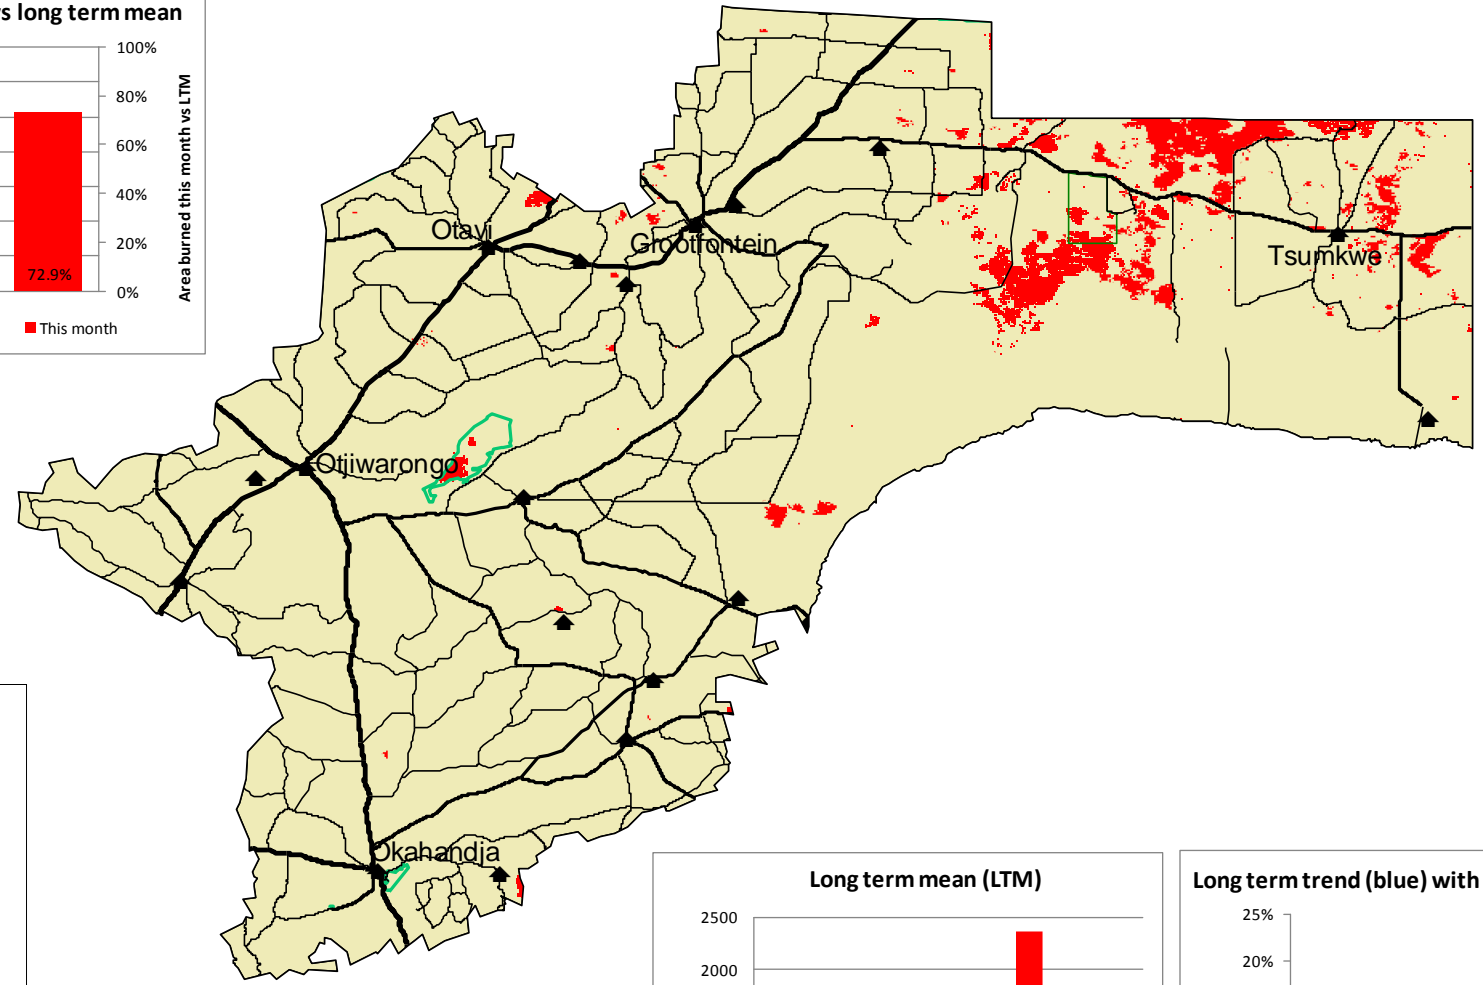 s long term mean
100%
80%
60%
40%
20%
0%
Area burned this month vs LTM
72.9%
This month
Otavi
Grootfontein
Tsumkwe
Otjiwarongo
Okahandja
Long term mean (LTM)
2500
2000
Long term trend (blue) with
25%
20%